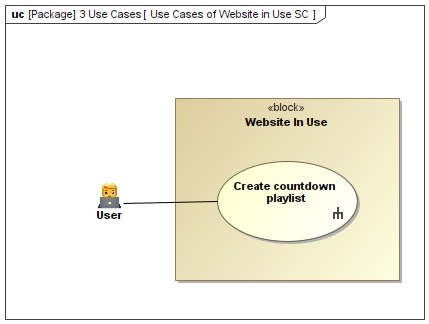 uc [Package] 3 Use Cases [ Use Cases of Website in Use SC ]
«block»
Website In Use
Create countdown
playlist
User